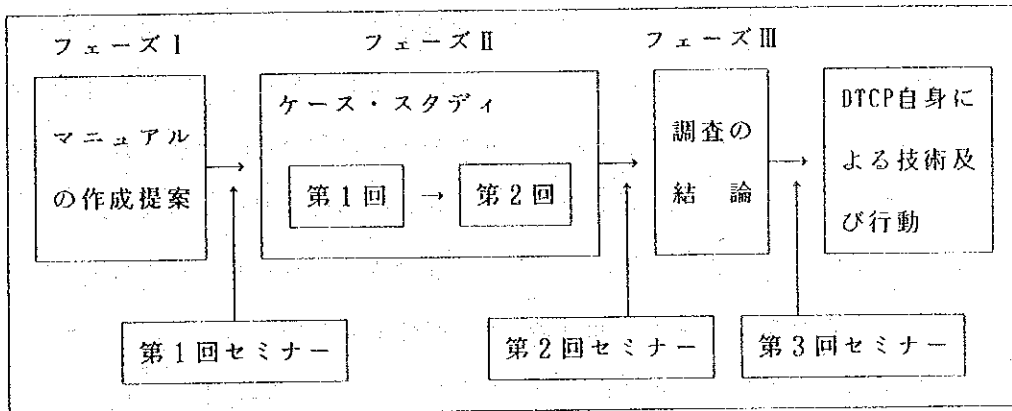 フェーズⅠ
フェーズⅡ
フェーズⅢ
マニュアル
の作成提案
ケース・スタディ
第1回
→
第2回
調査の
結論
DTCP自身に
よる技術及
び行動
第1回セミナー
第2回セミナー
第3回セミナー